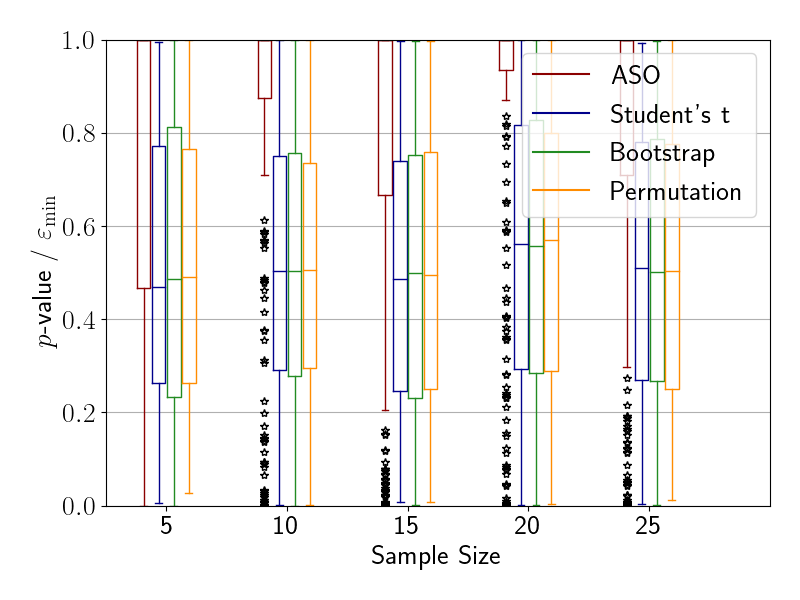 1.0
0.8
0.6
0.4
0.2
0.0
p-value / ε_min
5 10 15 20 25
Sample Size
ASO
Student's t
Bootstrap
Permutation